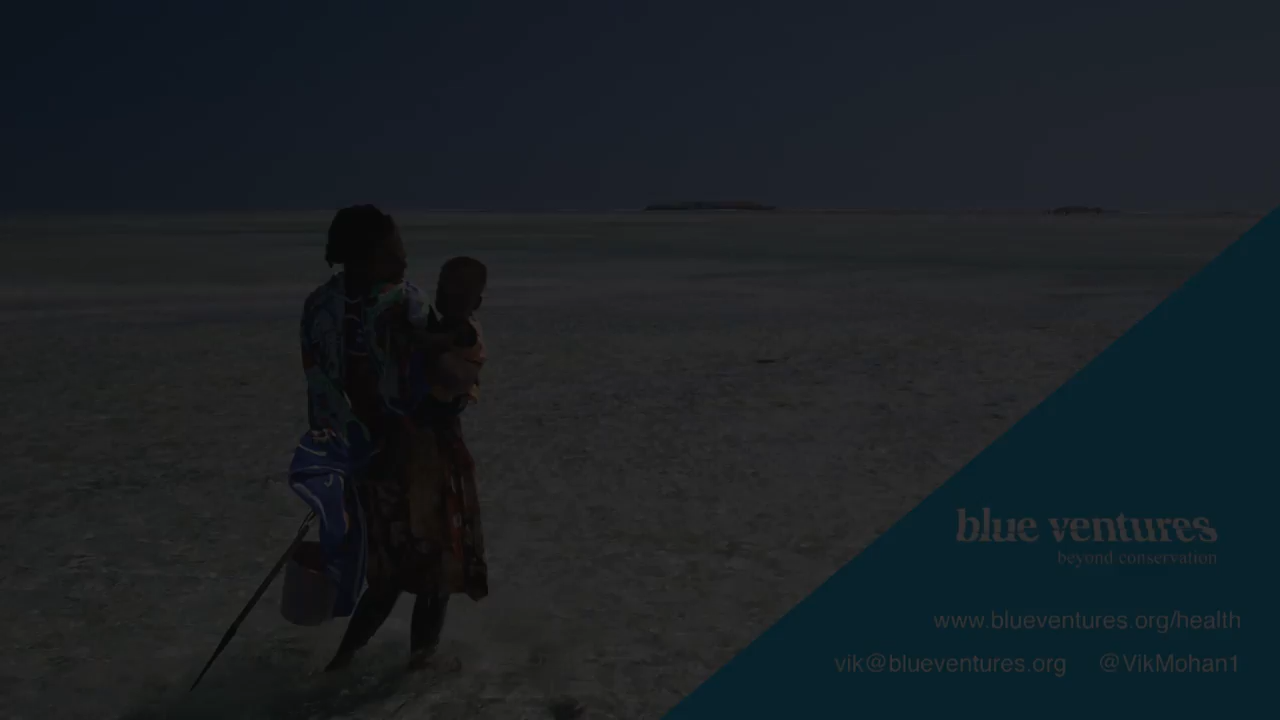 blue ventures
beyond conservation
www.blueventures.org/health
vik@blueventures.org @VikMohan1